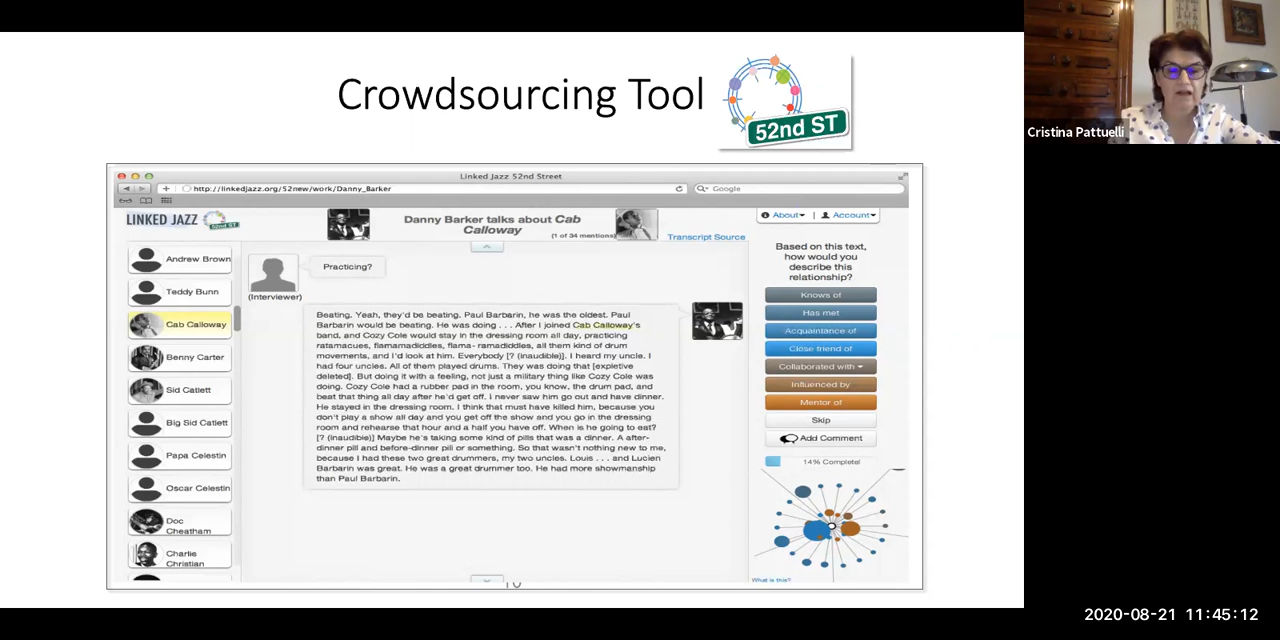 Crowdsourcing Tool
52nd ST
Cristina Pattuelli
Linked Jazz 52nd Street
http://linkedjazz.org/52new/work/Danny_Barker
Google
LINKED JAZZ
52nd ST
Danny Barker talks about Cab
Calloway
(1 of 34 mentions)
Transcript Source
About
Account
Andrew Brown
Teddy Bunn
Cab Calloway
Benny Carter
Sid Catlett
Big Sid Catlett
Papa Celestin
Oscar Celestin
Doc
Cheatham
Charlie
Christian
(Interviewer)
Practicing?
Beating. Yeah, they'd be beating. Paul Barbarin, he was the oldest. Paul
Barbarin would be beating. He was doing . . . After I joined Cab Calloway's
band, and Cozy Cole would stay in the dressing room all day, practicing
ratamacues, flamamadiddles, flama- ramadiddles, all them kind of drum
movements, and I'd look at him. Everybody [? (inaudible)]. I heard my uncle. I
had four uncles. All of them played drums. They was doing that [expletive
deleted]. But doing it with a feeling, not just a military thing like Cozy Cole was
doing. Cozy Cole had a rubber pad in the room, you know, the drum pad, and
beat that thing all day after he'd get off. I never saw him go out and have dinner.
He stayed in the dressing room. I think that must have killed him, because you
don't play a show all day and you get off the show and you go in the dressing
room and rehearse that hour and a half you have off. When is he going to eat?
[? (inaudible)] Maybe he's taking some kind of pills that was a dinner. A after-
dinner pill and before-dinner pill or something. So that wasn't nothing new to me,
because I had these two great drummers, my two uncles. Louis . . . and Lucien
Barbarin was great. He was a great drummer too. He had more showmanship
than Paul Barbarin.
Based on this text,
how would you
describe this
relationship?
Knows of
Has met
Acquaintance of
Close friend of
Collaborated with
Influenced by
Mentor of
Skip
Add Comment
14% Complete!
What is this?
2020-08-21 11:45:12